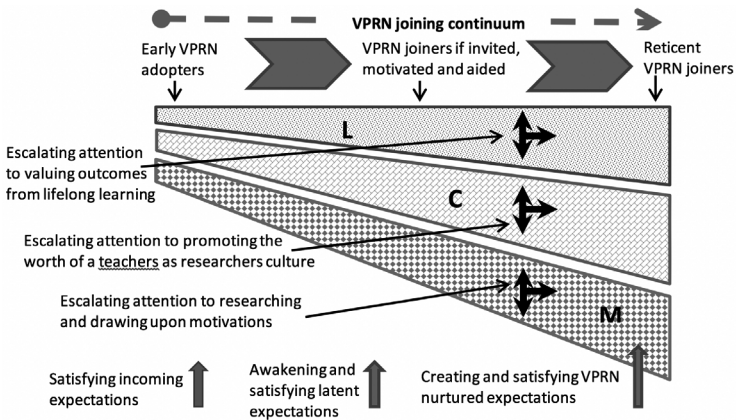 VPRN joining continuum
Early VPRN
adopters
VPRN joiners if invited,
motivated and aided
Reticent
VPRN joiners
L
Escalating attention
to valuing outcomes
from lifelong learning
C
Escalating attention to promoting the
worth of a teachers as researchers culture
Escalating attention to researching
and drawing upon motivations
M
Satisfying incoming
expectations
Awakening and
satisfying latent
expectations
Creating and satisfying VPRN
nurtured expectations